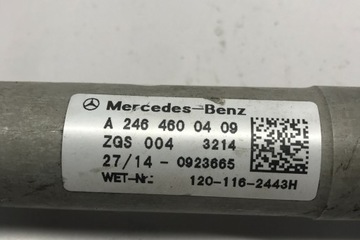 Mercedes-Benz
A 246 460 04 09
ZGS 004 3214
27/14-0923665
WET-Nr.: 120-116-2443H